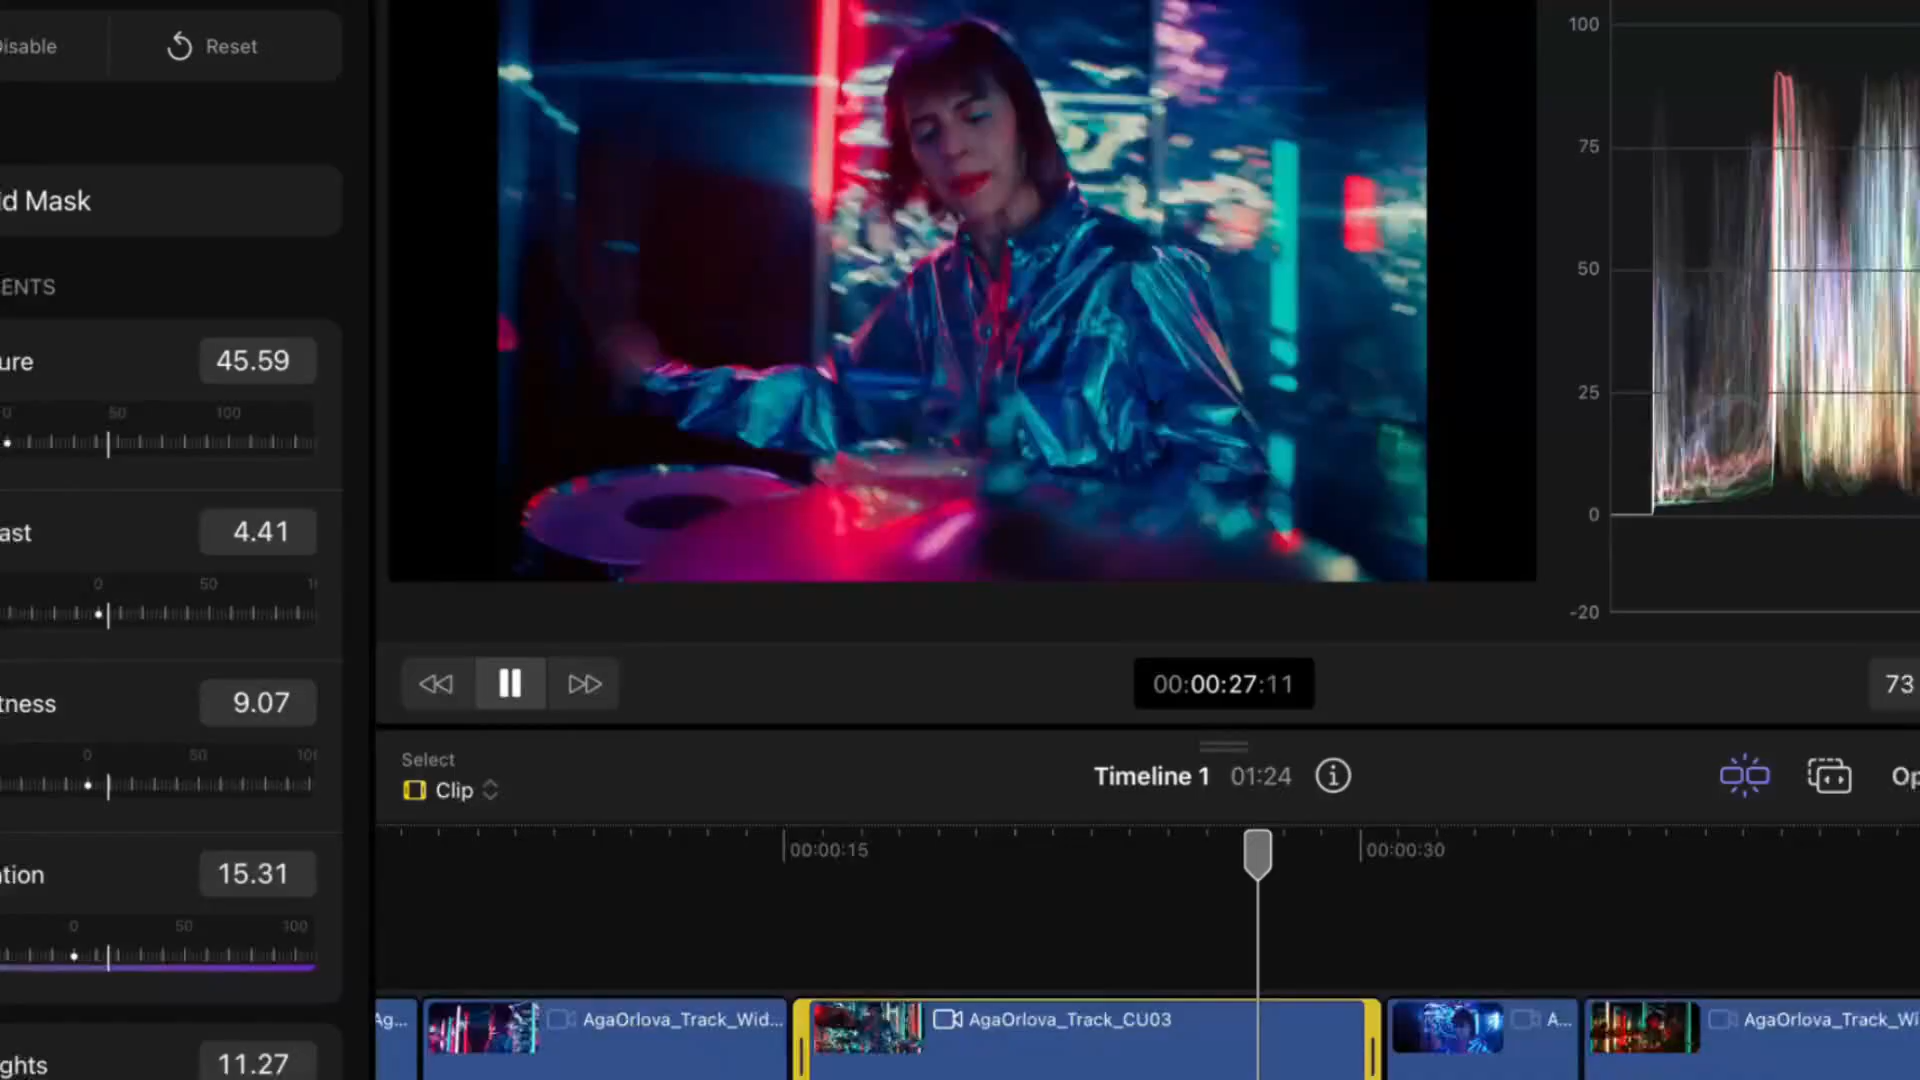 isable
Reset
d Mask
ENTS
ure
45.59
0
50
100
ast
4.41
0
50
tness
9.07
0
50
tion
15.31
0
50
100
ghts
11.27
100
75
50
25
0
-20
00:00:27:11
73
Select
Clip
Timeline 1 01:24
Op
00:00:15
00:00:30
Ag...
AgaOrlova_Track_Wid...
AgaOrlova_Track_CU03
A...
AgaOrlova_Track_Wi